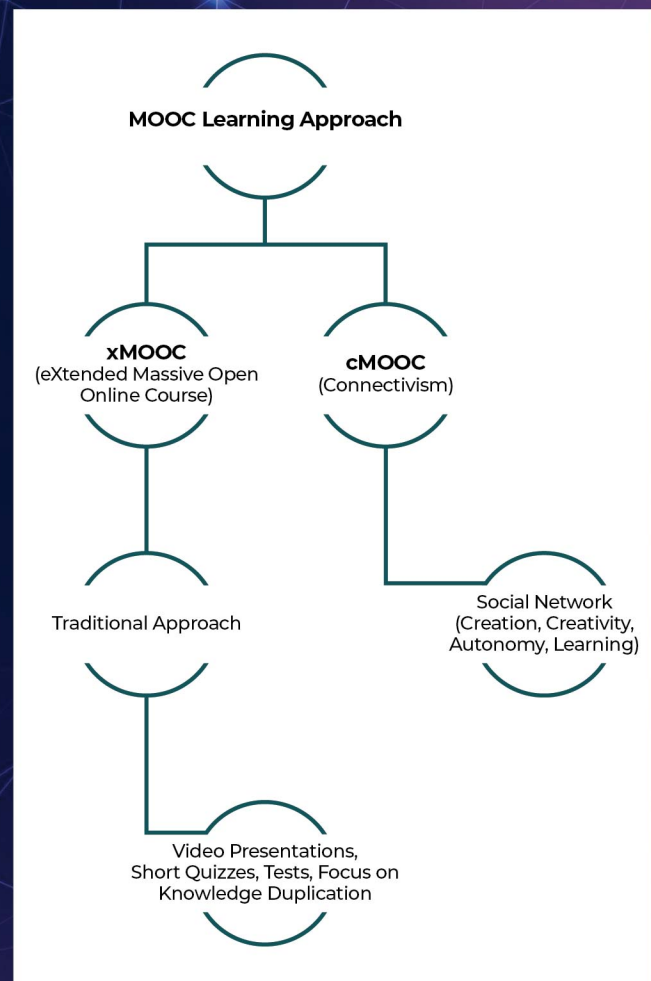 MOOC Learning Approach
xMOOC
(eXtended Massive Open
Online Course)
cMOOC
(Connectivism)
Traditional Approach
Social Network
(Creation, Creativity,
Autonomy, Learning)
Video Presentations,
Short Quizzes, Tests, Focus on
Knowledge Duplication